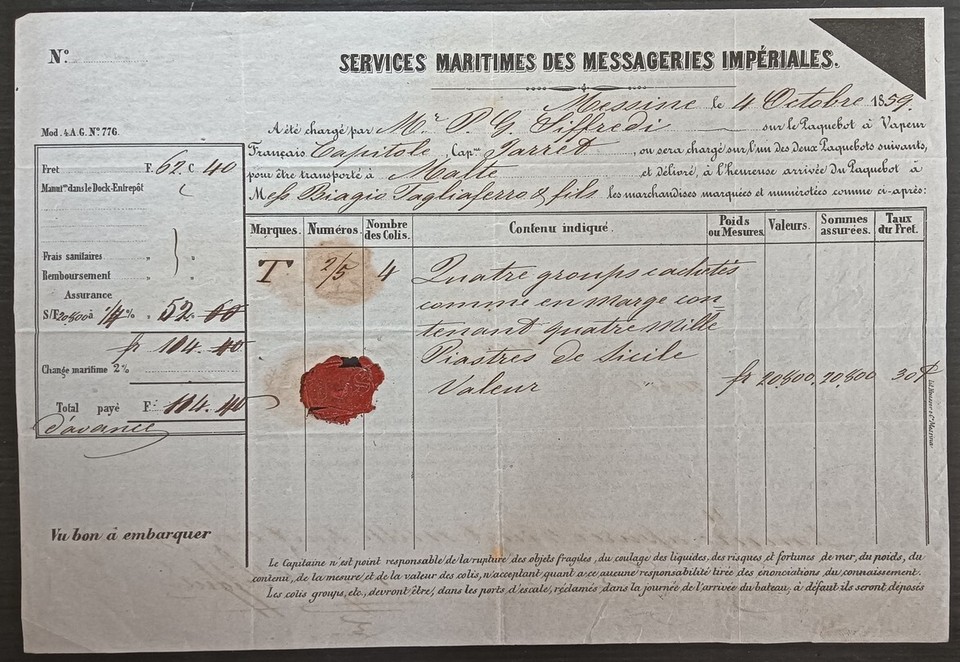 N.º
SERVICES MARITIMES DES MESSAGERIES IMPÉRIALES.
Messine le 4 Octobre 1859.
Mod. 4 A.G. Nº 776.
A été chargé par Mr. P. G. Siffredi sur le Paquebot à Vapeur
Français Capitole, Capne Jarret, ou sera chargé sur l'un des Deux Paquebots suivants,
pour être transporté à Malte et Délivré, à l'heureuse arrivée du Paquebot à
Mess Biagio Tagliaferro & fils les marchandises marquées et numérotées comme ci-après:
Fret F. 62 c. 40
Manuton dans le Dock-Entrepôt
Frais sanitaires " "
Remboursement " "
Assurance
S/F 20800 à 1/4 % " 52. 00
fr 114. 40
Change maritime 2 %
Total payé F. 114. 40
d'avance
Vu bon à embarquer
Marques. Numéros. Nombre des Colis. Contenu indiqué. Poids ou Mesures. Valeurs. Sommes assurées. Taux du Fret.
T 2/5 4 Quatre groups cachetés
comme en marge con
tenant quatre Mille
Piastres de Sicile
Valeur " fr 20,800 20,800 30
Le Capitaine n'est point responsable de la rupture des objets fragiles, du coulage des liquides, des risques et fortunes de mer, du poids, du
contenu, de la mesure et de la valeur des colis, n'acceptant quant a ce aucune responsabilité tirée des enonciations du connaissement.
Les colis groups, etc., devront être, dans les ports d'escale, réclamés dans la journée de l'arrivée du bateau, à défaut ils seront déposés